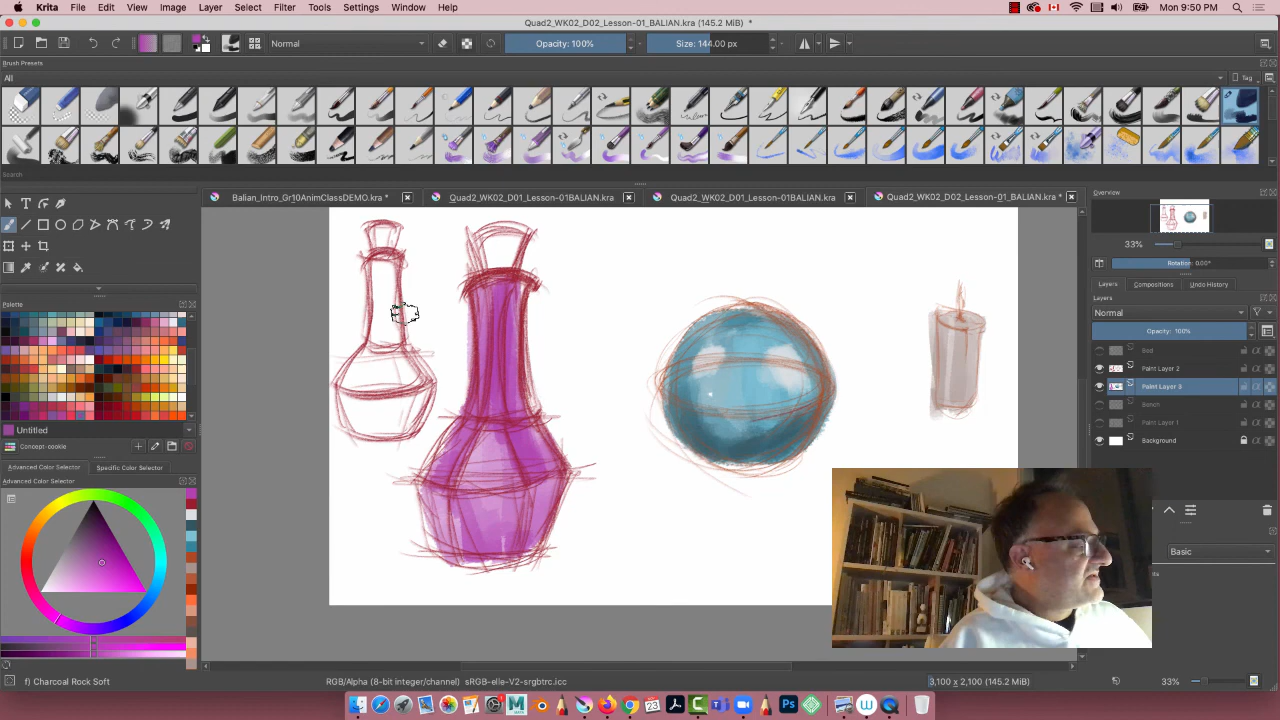 Krita File Edit View Image Layer Select Filter Tools Settings Window Help Mon 9:50 PM
Quad2_WK02_D02_Lesson-01_BALIAN.kra (145.2 MiB) *
Normal Opacity: 100% Size: 144.00 px
Brush Presets
All Tag
Search
Balian_Intro_Gr10AnimClassDEMO.kra * Quad2_WK02_D01_Lesson-01BALIAN.kra Quad2_WK02_D01_Lesson-01BALIAN.kra Quad2_WK02_D02_Lesson-01_BALIAN.kra * Overview
33%
Rotation: 0.00°
Layers Compositions Undo History
Layers
Palette
Normal
Opacity: 100%
Paint Layer 2
Paint Layer 3
Bench
Paint Layer 1
Background
Untitled
Concept-cookie
Advanced Color Selector Specific Color Selector
Advanced Color Selector
Basic
f) Charcoal Rock Soft RGB/Alpha (8-bit integer/channel) sRGB-elle-V2-srgbtrc.icc 3,100 x 2,100 (145.2 MiB) 33%